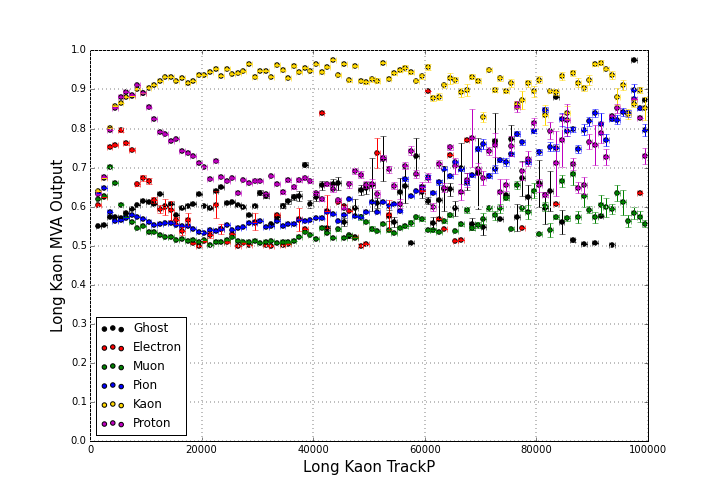 1.0
0.9
0.8
0.7
0.6
0.5
0.4
0.3
0.2
0.1
0.0
Long Kaon MVA Output
Ghost
Electron
Muon
Pion
Kaon
Proton
0 20000 40000 60000 80000 100000
Long Kaon TrackP